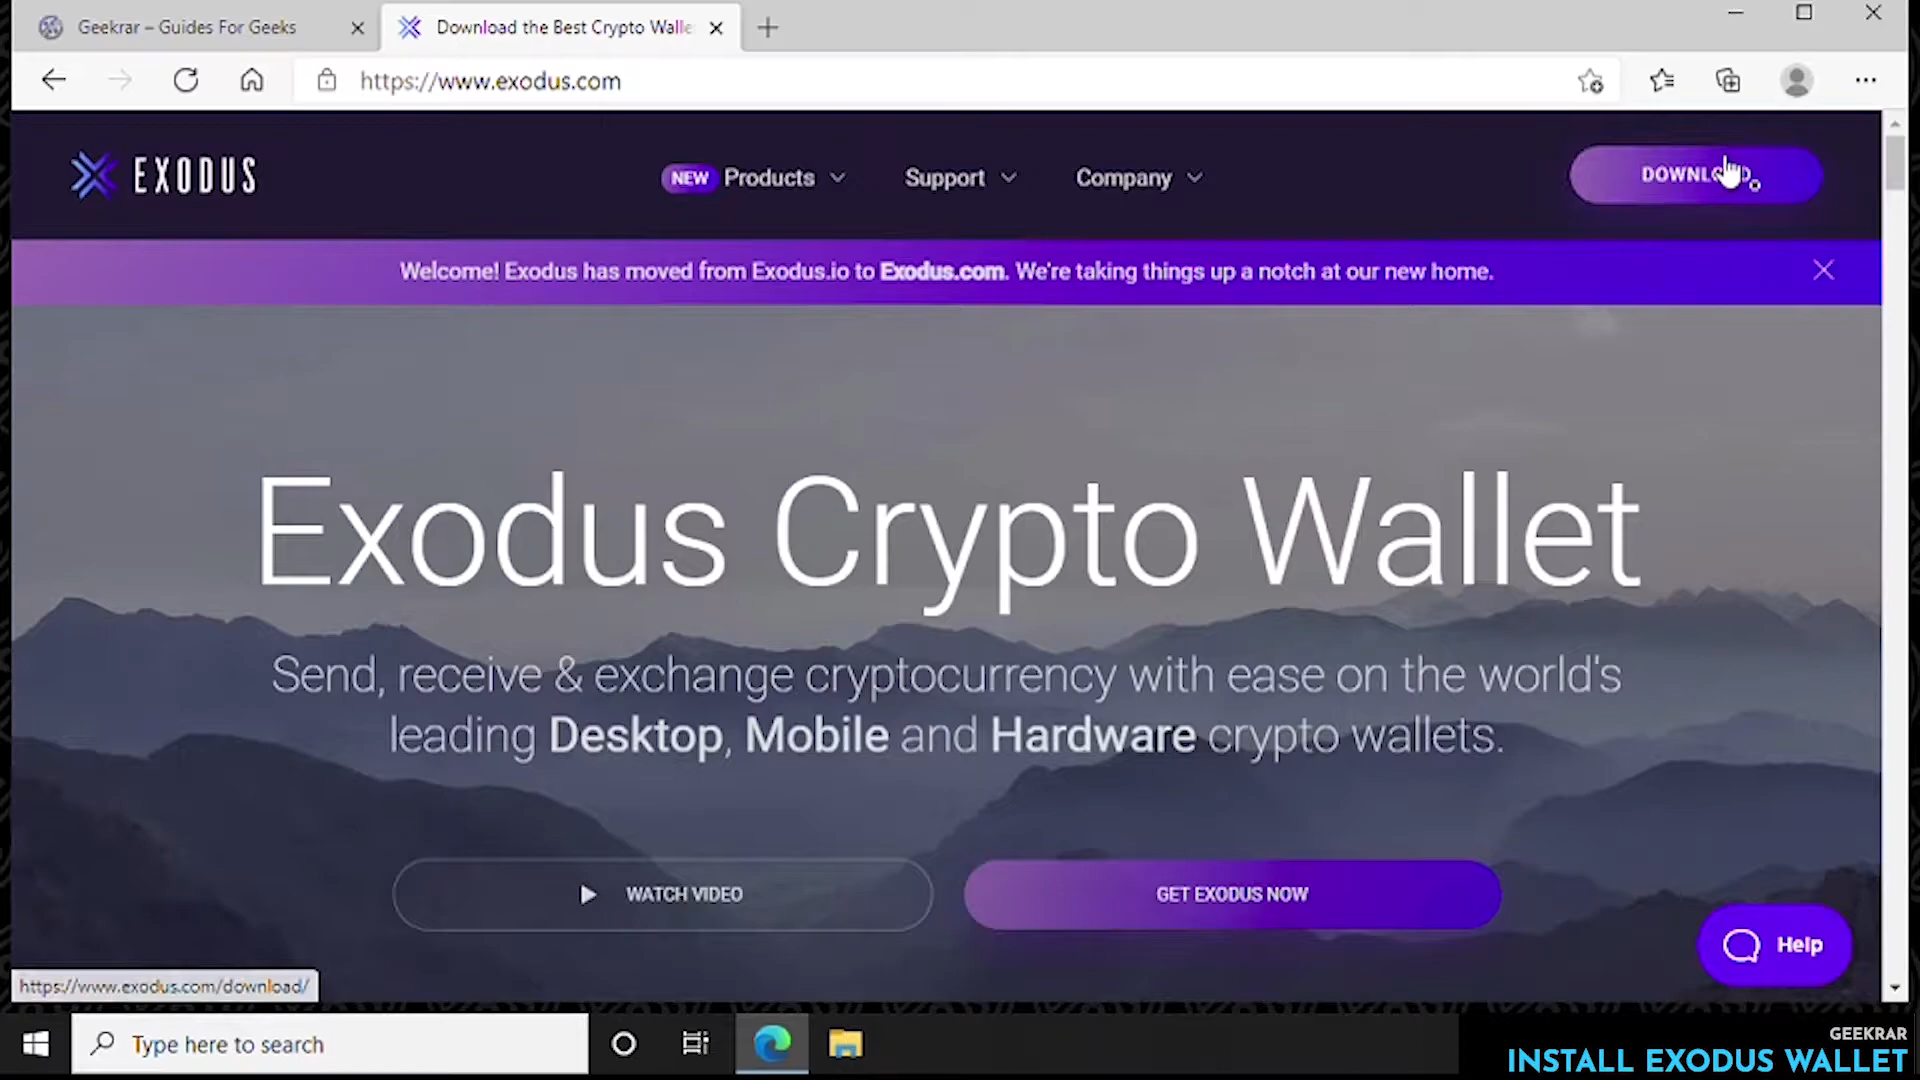 Geekrar – Guides For Geeks
Download the Best Crypto Walle
https://www.exodus.com
EXODUS
NEW Products
Support
Company
DOWNLOAD
Welcome! Exodus has moved from Exodus.io to Exodus.com. We're taking things up a notch at our new home.
Exodus Crypto Wallet
Send, receive & exchange cryptocurrency with ease on the world's
leading Desktop, Mobile and Hardware crypto wallets.
WATCH VIDEO
GET EXODUS NOW
Help
https://www.exodus.com/download/
Type here to search
GEEKRAR
INSTALL EXODUS WALLET